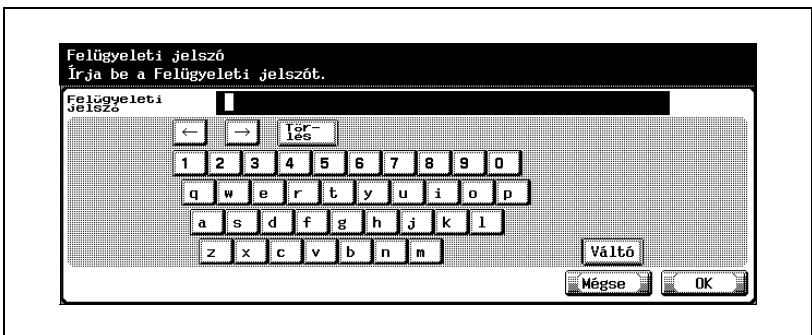 Felügyeleti jelszó
Írja be a Felügyeleti jelszót.
Felügyeleti
jelszó
← → Tör-
lés
1 2 3 4 5 6 7 8 9 0
q w e r t y u i o p
a s d f g h j k l
z x c v b n m Váltó
Mégse OK